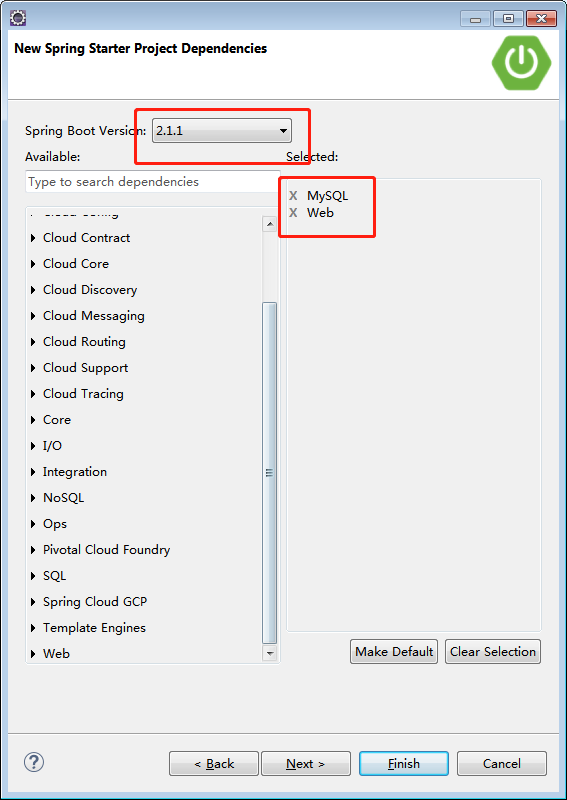 New Spring Starter Project Dependencies
Spring Boot Version: 2.1.1
Available:
Selected:
Type to search dependencies
X MySQL
X Web
Cloud Config
Cloud Contract
Cloud Core
Cloud Discovery
Cloud Messaging
Cloud Routing
Cloud Support
Cloud Tracing
Core
I/O
Integration
NoSQL
Ops
Pivotal Cloud Foundry
SQL
Spring Cloud GCP
Template Engines
Web
Make Default
Clear Selection
?
< Back
Next >
Finish
Cancel